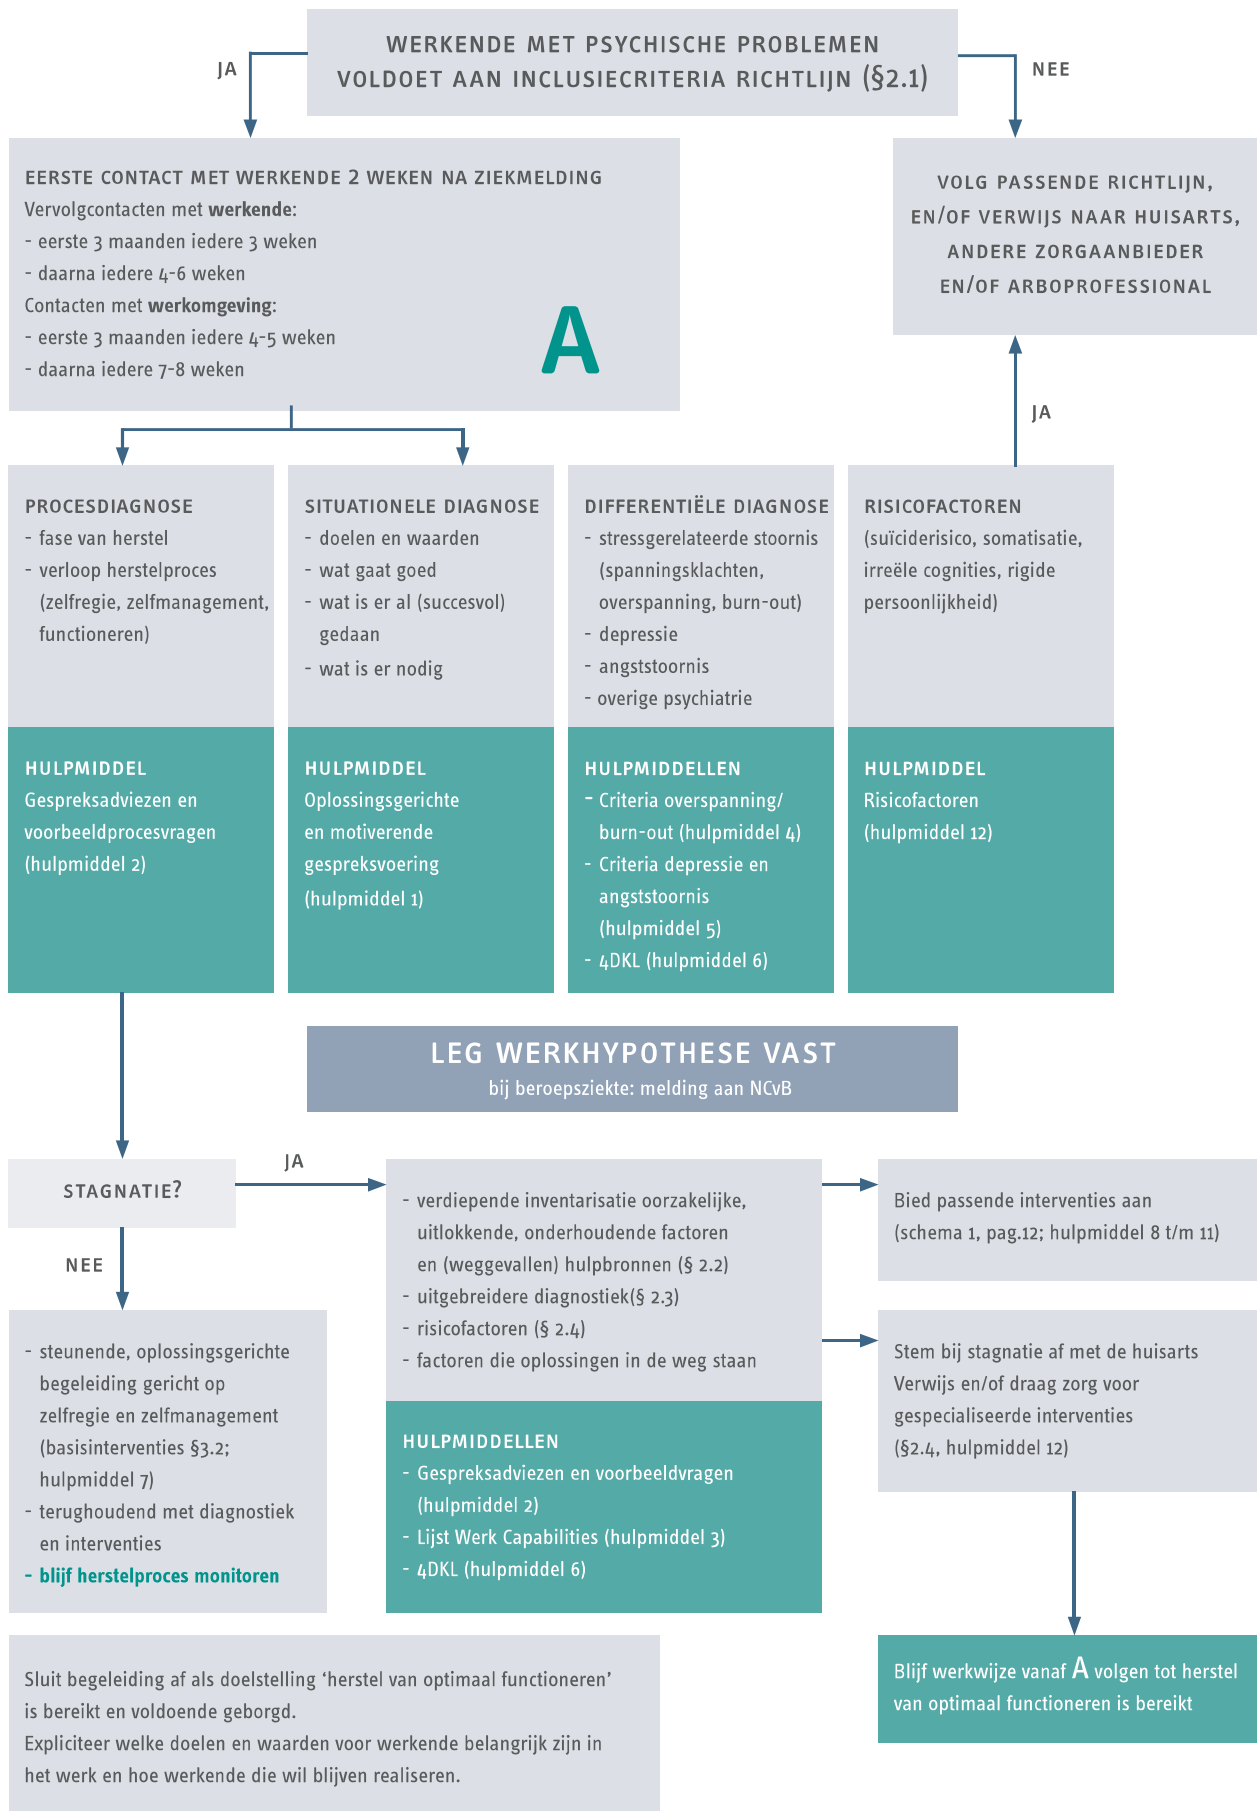 WERKENDE MET PSYCHISCHE PROBLEMEN
VOLDOET AAN INCLUSIECRITERIA RICHTLIJN (§2.1)
JA
NEE
EERSTE CONTACT MET WERKENDE 2 WEKEN NA ZIEKMELDING
Vervolgcontacten met werkende:
- eerste 3 maanden iedere 3 weken
- daarna iedere 4-6 weken
Contacten met werkomgeving:
- eerste 3 maanden iedere 4-5 weken
- daarna iedere 7-8 weken
A
VOLG PASSENDE RICHTLIJN,
EN/OF VERWIJS NAAR HUISARTS,
ANDERE ZORGAANBIEDER
EN/OF ARBOPROFESSIONAL
JA
PROCESDIAGNOSE
- fase van herstel
- verloop herstelproces
(zelfregie, zelfmanagement,
functioneren)
HULPMIDDEL
Gespreksadviezen en
voorbeeldprocesvragen
(hulpmiddel 2)
SITUATIONELE DIAGNOSE
- doelen en waarden
- wat gaat goed
- wat is er al (succesvol)
gedaan
- wat is er nodig
HULPMIDDEL
Oplossingsgerichte
en motiverende
gespreksvoering
(hulpmiddel 1)
DIFFERENTIËLE DIAGNOSE
- stressgerelateerde stoornis
(spanningsklachten,
overspanning, burn-out)
- depressie
- angststoornis
- overige psychiatrie
HULPMIDDELLEN
- Criteria overspanning/
burn-out (hulpmiddel 4)
- Criteria depressie en
angststoornis
(hulpmiddel 5)
- 4DKL (hulpmiddel 6)
RISICOFACTOREN
(suïciderisico, somatisatie,
irreële cognities, rigide
persoonlijkheid)
HULPMIDDEL
Risicofactoren
(hulpmiddel 12)
LEG WERKHYPOTHESE VAST
bij beroepsziekte: melding aan NCvB
STAGNATIE?
JA
NEE
- steunende, oplossingsgerichte
begeleiding gericht op
zelfregie en zelfmanagement
(basisinterventies §3.2;
hulpmiddel 7)
- terughoudend met diagnostiek
en interventies
- blijf herstelproces monitoren
- verdiepende inventarisatie oorzakelijke,
uitlokkende, onderhoudende factoren
en (weggevallen) hulpbronnen (§ 2.2)
- uitgebreidere diagnostiek(§ 2.3)
- risicofactoren (§ 2.4)
- factoren die oplossingen in de weg staan
HULPMIDDELLEN
- Gespreksadviezen en voorbeeldvragen
(hulpmiddel 2)
- Lijst Werk Capabilities (hulpmiddel 3)
- 4DKL (hulpmiddel 6)
Bied passende interventies aan
(schema 1, pag.12; hulpmiddel 8 t/m 11)
Stem bij stagnatie af met de huisarts
Verwijs en/of draag zorg voor
gespecialiseerde interventies
(§2.4, hulpmiddel 12)
Blijf werkwijze vanaf A volgen tot herstel
van optimaal functioneren is bereikt
Sluit begeleiding af als doelstelling ‘herstel van optimaal functioneren’
is bereikt en voldoende geborgd.
Expliciteer welke doelen en waarden voor werkende belangrijk zijn in
het werk en hoe werkende die wil blijven realiseren.